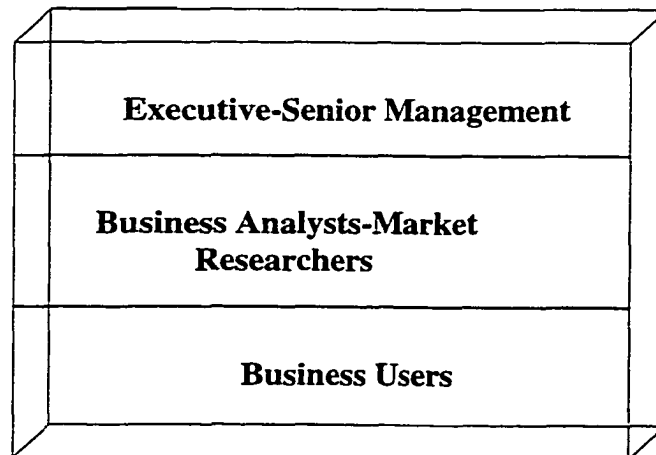 Executive-Senior Management
Business Analysts-Market
Researchers
Business Users